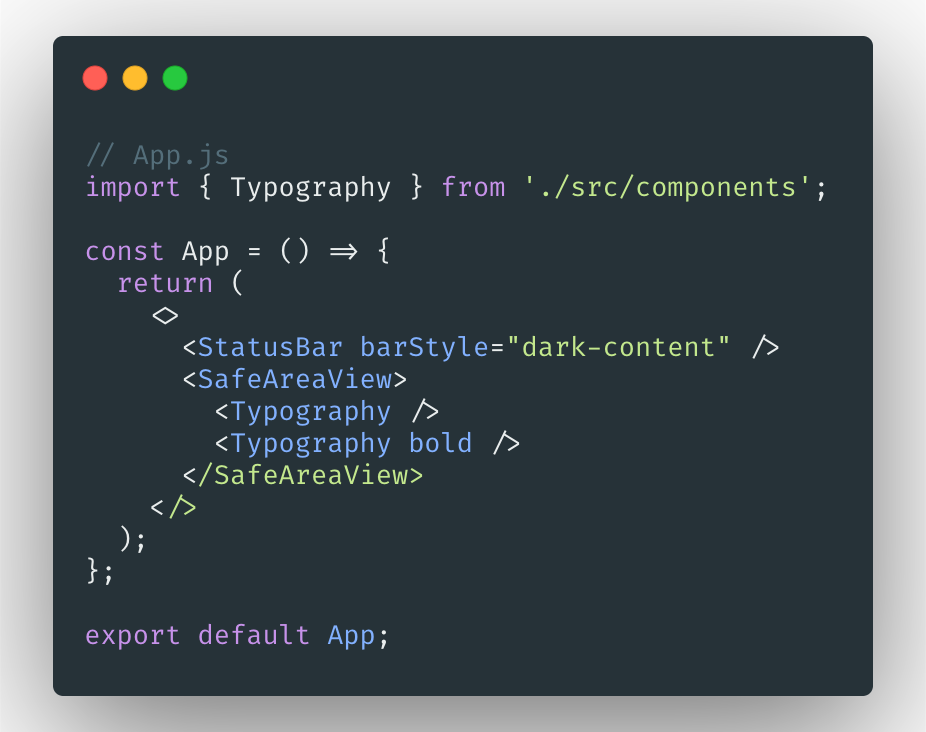 // App.js
import { Typography } from './src/components';

const App = () => {
  return (
    <>
      <StatusBar barStyle="dark-content" />
      <SafeAreaView>
        <Typography />
        <Typography bold />
      </SafeAreaView>
    </>
  );
};

export default App;